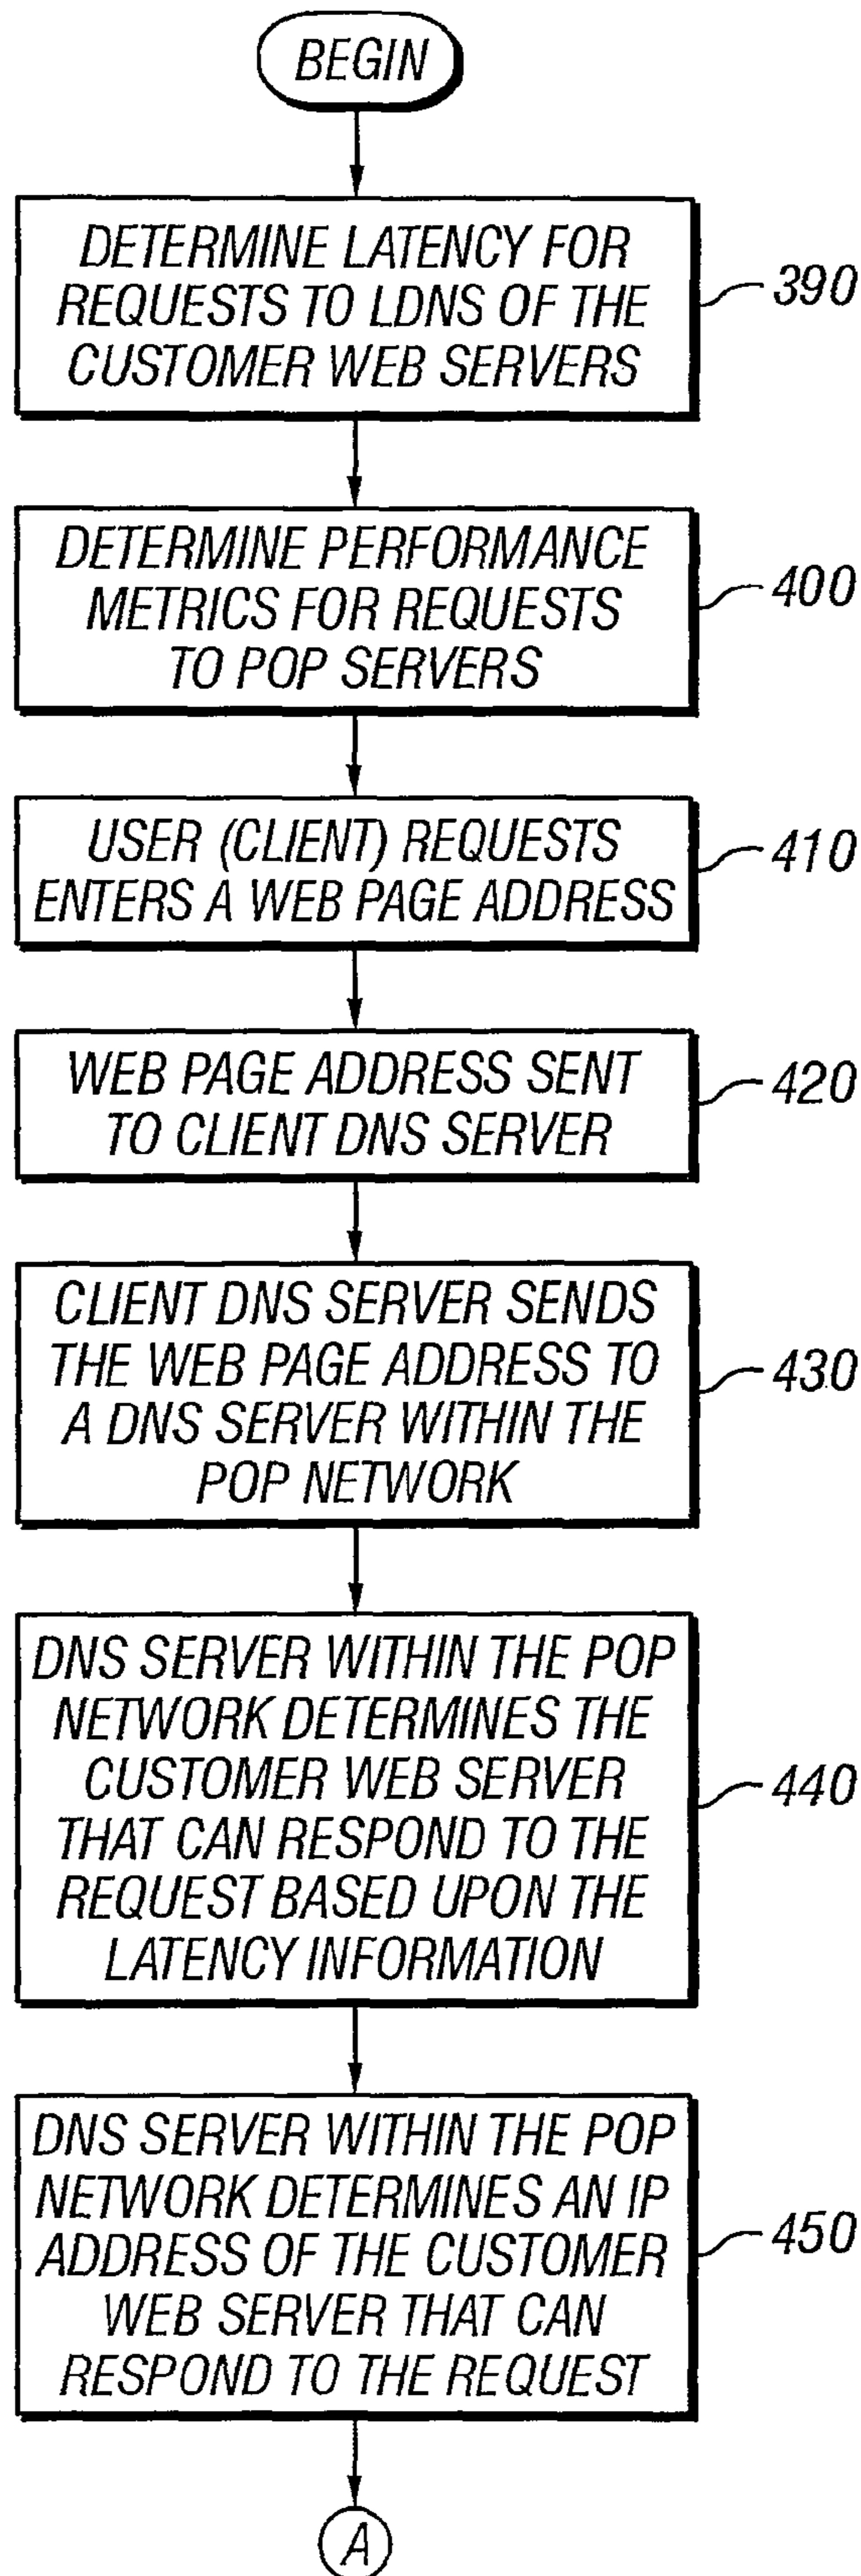 BEGIN
DETERMINE LATENCY FOR
REQUESTS TO LDNS OF THE
CUSTOMER WEB SERVERS
390
DETERMINE PERFORMANCE
METRICS FOR REQUESTS
TO POP SERVERS
400
USER (CLIENT) REQUESTS
ENTERS A WEB PAGE ADDRESS
410
WEB PAGE ADDRESS SENT
TO CLIENT DNS SERVER
420
CLIENT DNS SERVER SENDS
THE WEB PAGE ADDRESS TO
A DNS SERVER WITHIN THE
POP NETWORK
430
DNS SERVER WITHIN THE POP
NETWORK DETERMINES THE
CUSTOMER WEB SERVER
THAT CAN RESPOND TO THE
REQUEST BASED UPON THE
LATENCY INFORMATION
440
DNS SERVER WITHIN THE POP
NETWORK DETERMINES AN IP
ADDRESS OF THE CUSTOMER
WEB SERVER THAT CAN
RESPOND TO THE REQUEST
450
A